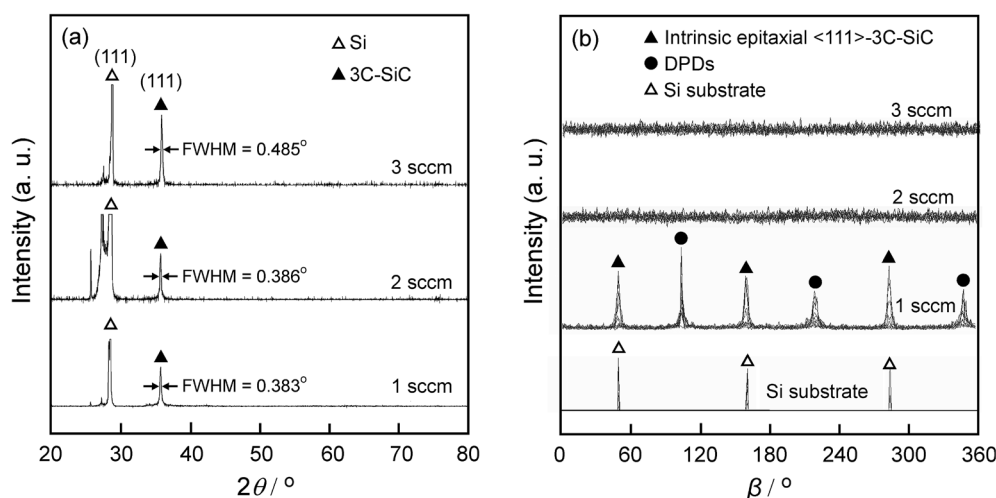 (a)
Si
3C-SiC
(111)
(111)
FWHM = 0.485°
3 sccm
FWHM = 0.386°
2 sccm
FWHM = 0.383°
1 sccm
Intensity (a. u.)
20 30 40 50 60 70 80
2θ / °
(b)
Intrinsic epitaxial <111>-3C-SiC
DPDs
Si substrate
3 sccm
2 sccm
1 sccm
Si substrate
Intensity (a. u.)
0 60 120 180 240 300 360
β / °